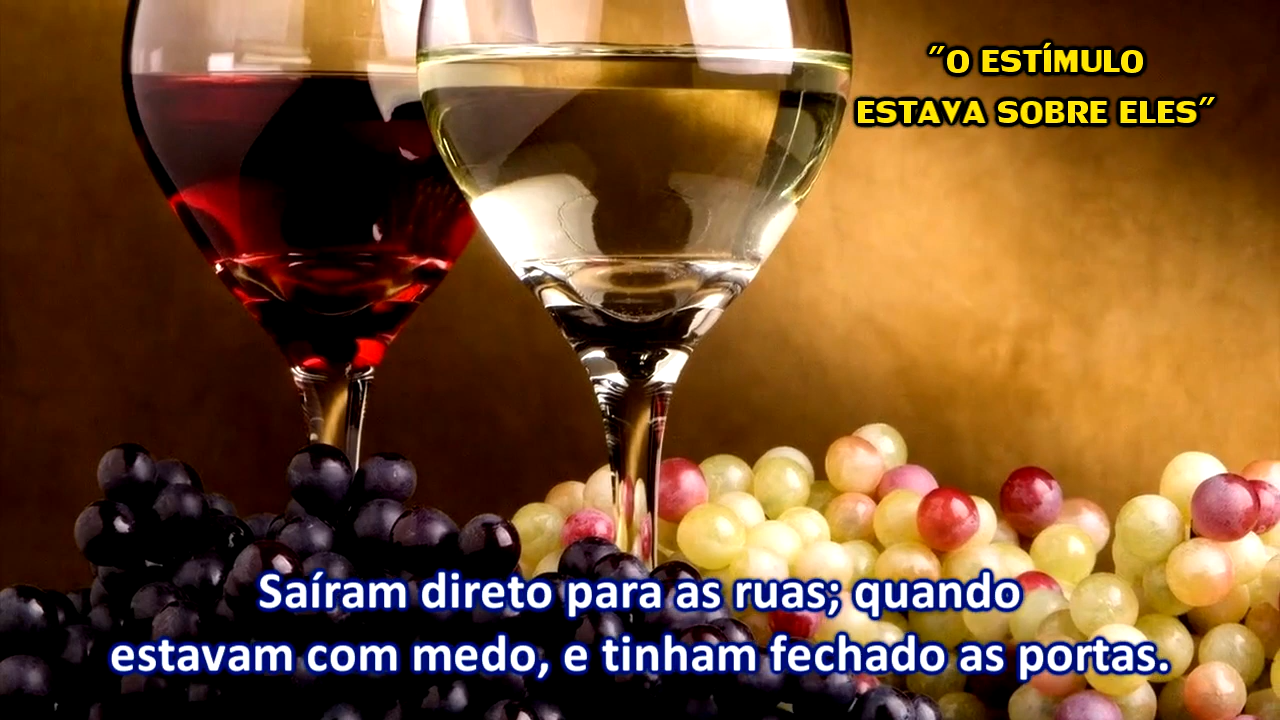 "O ESTÍMULO
ESTAVA SOBRE ELES"
Saíram direto para as ruas; quando
estavam com medo, e tinham fechado as portas.